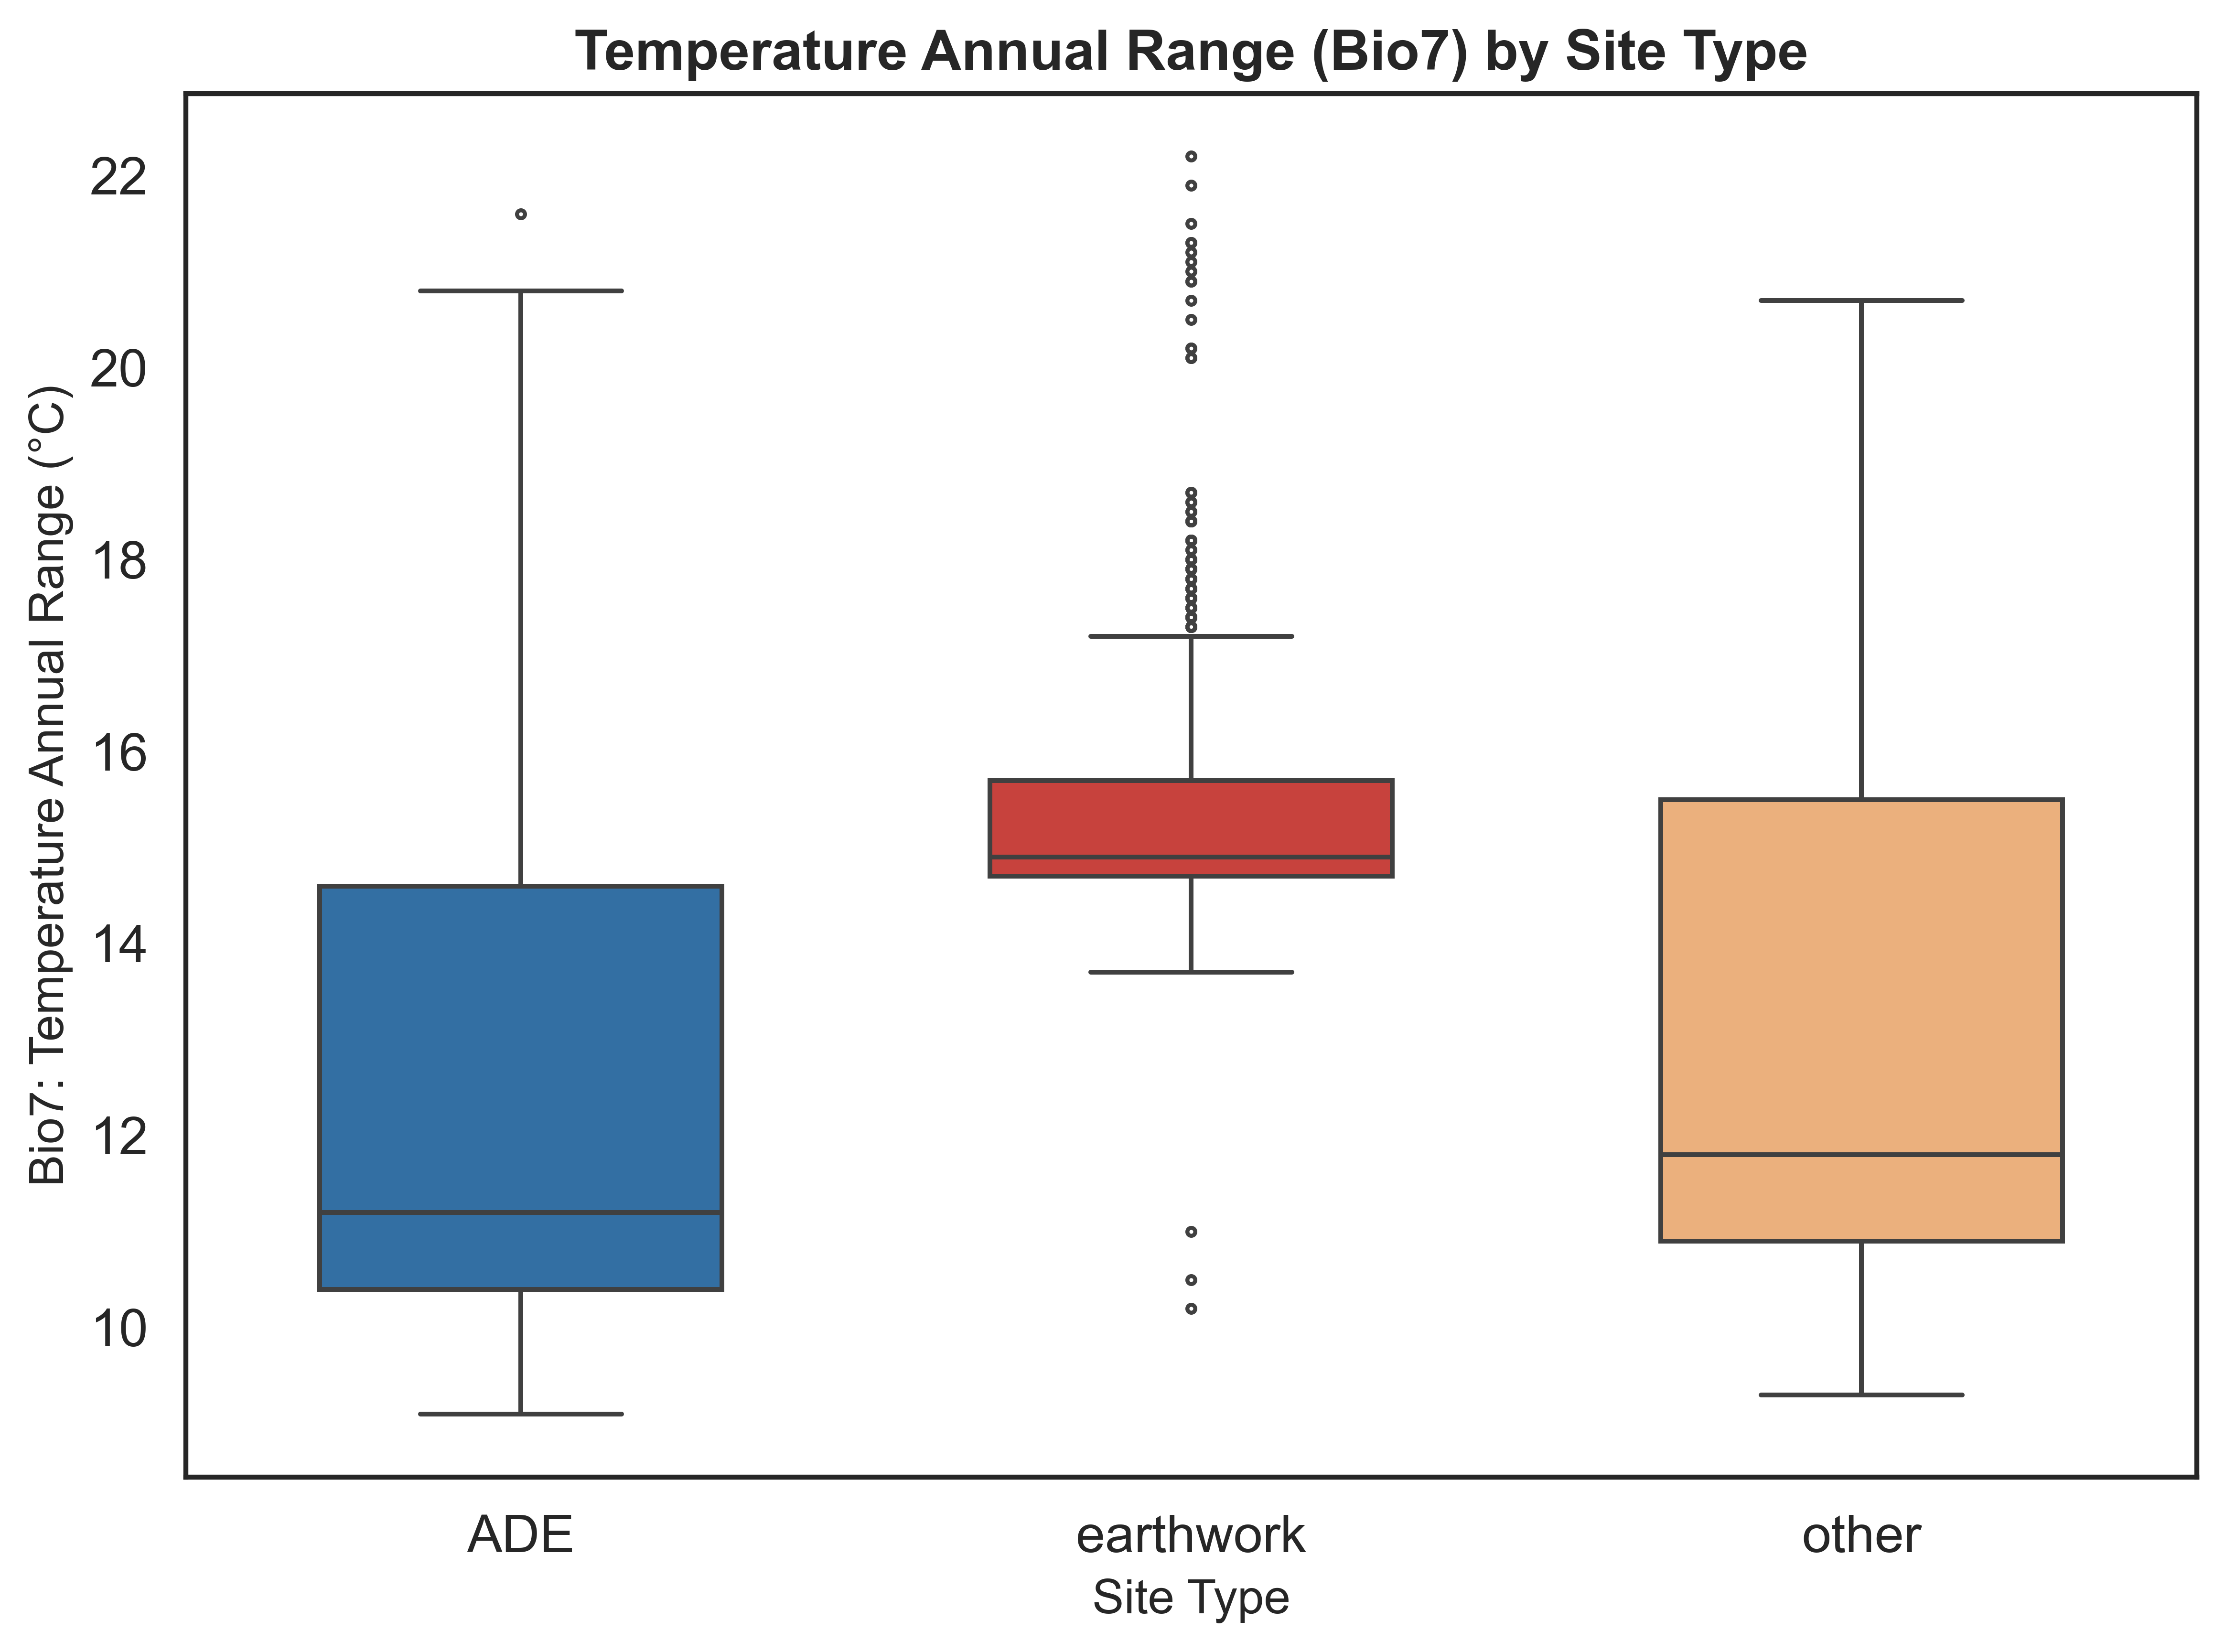 Temperature Annual Range (Bio7) by Site Type
Bio7: Temperature Annual Range (°C)
22
20
18
16
14
12
10
ADE
earthwork
other
Site Type